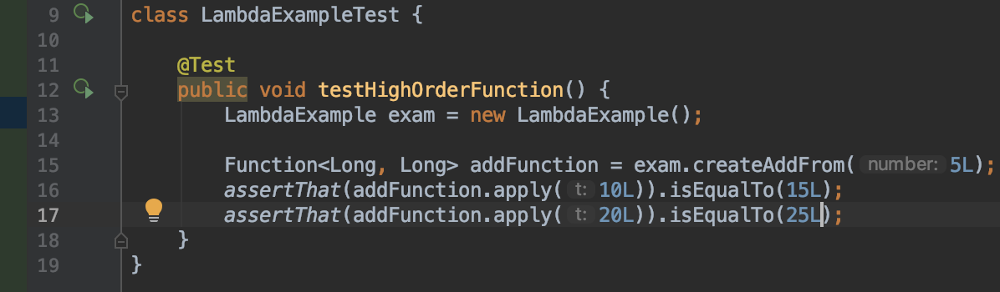 9 class LambdaExampleTest {
10
11 @Test
12 public void testHighOrderFunction() {
13 LambdaExample exam = new LambdaExample();
14
15 Function<Long, Long> addFunction = exam.createAddFrom( number: 5L);
16 assertThat(addFunction.apply( t: 10L)).isEqualTo(15L);
17 assertThat(addFunction.apply( t: 20L)).isEqualTo(25L);
18 }
19 }